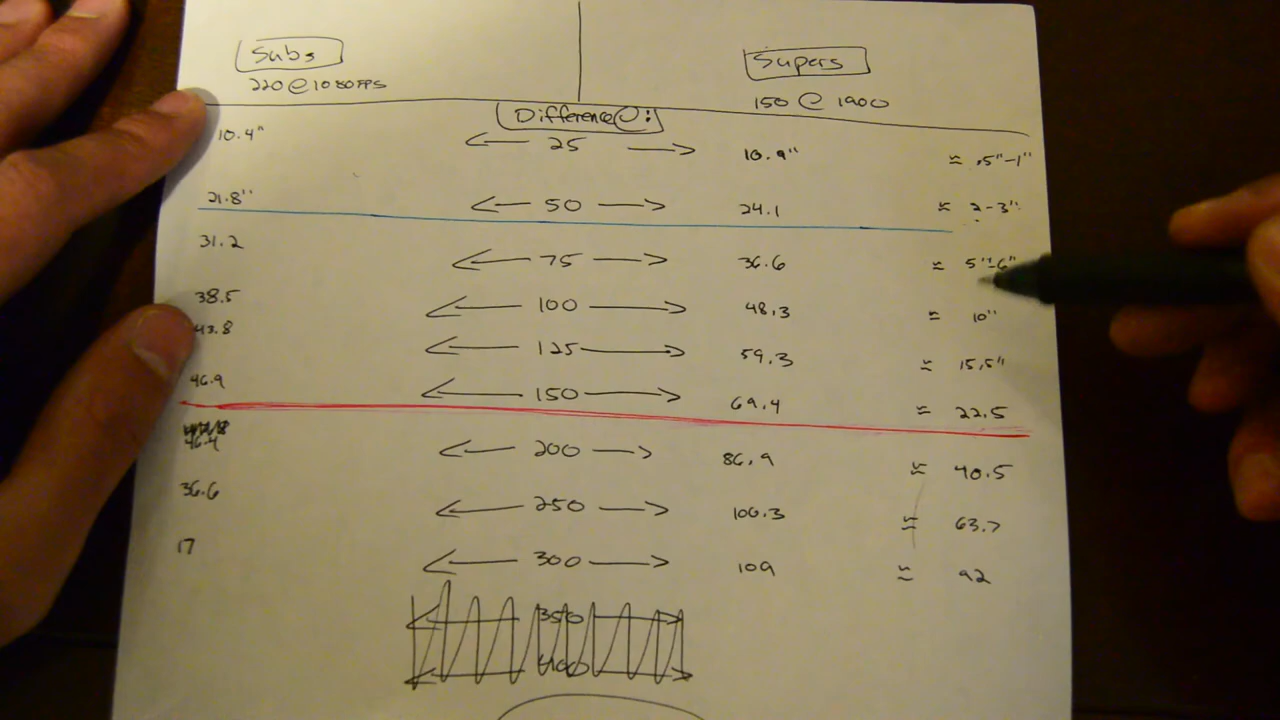 Subs Supers
220@1080FPS 150 @ 1900
Difference@:
10.4" 25 10.9" ≈ .5"-1"
21.8" 50 24.1 ≈ 2-3"
31.2 75 36.6 ≈ 5"-6"
38.5 100 48.3 ≈ 10"
43.8 125 59.3 ≈ 15.5"
46.9 150 69.4 ≈ 22.5
46.4 200 86.9 ≈ 40.5
36.6 250 100.3 ≈ 63.7
17 300 109 ≈ 92
350
400